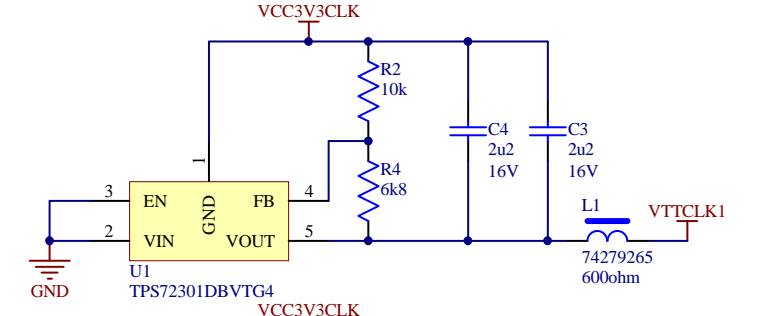 VCC3V3CLK
R2
10k
C4
2u2
16V
C3
2u2
16V
1
R4
6k8
3
EN
GND
FB
4
2
VIN
VOUT
5
L1
VTTCLK1
74279265
600ohm
GND
U1
TPS72301DBVTG4
VCC3V3CLK